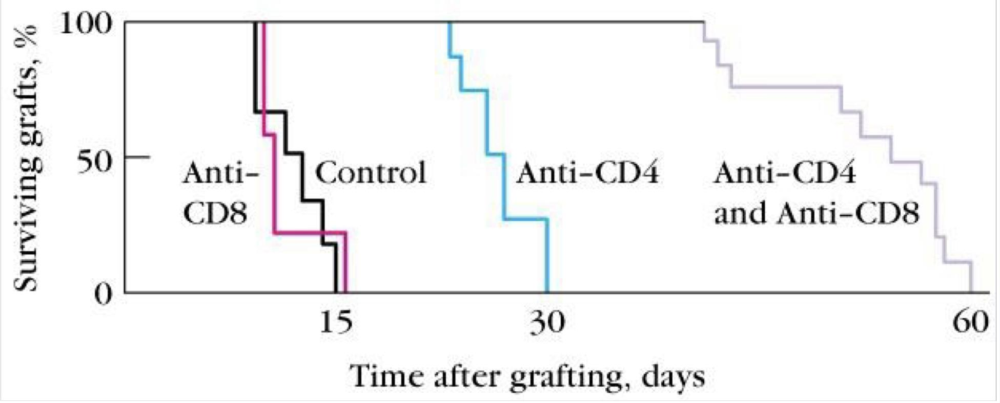 Surviving grafts, %
100
50
0
Anti-
CD8
Control
Anti-CD4
Anti-CD4
and Anti-CD8
15
30
60
Time after grafting, days